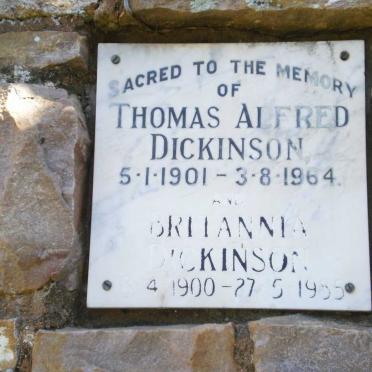 SACRED TO THE MEMORY
OF
THOMAS ALFRED
DICKINSON
5·1·1901 – 3·8·1964.
AND
BRITANNIA
DICKINSON
4 1900 - 27 5 1985